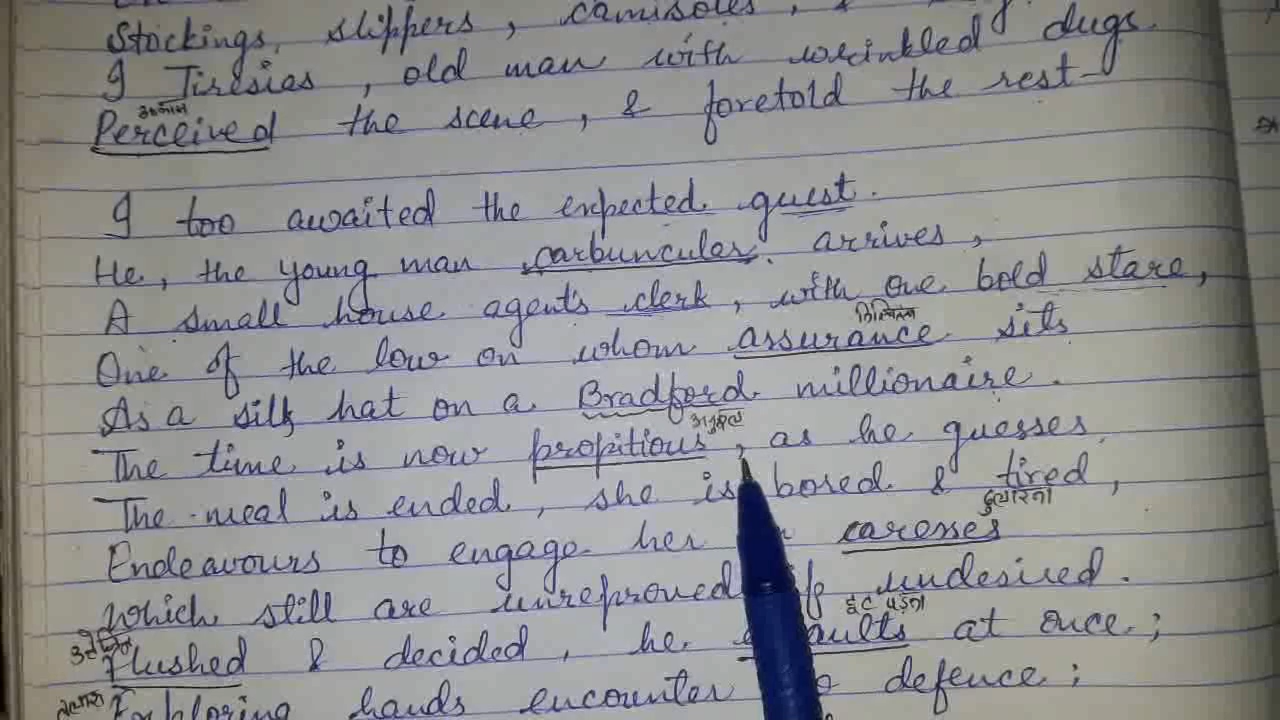 Stockings, slippers, camisoles, &
I Tiresias, old man with wrinkled dugs
Perceived the scene, & foretold the rest—
I too awaited the expected guest.
He, the young man carbuncular, arrives,
A small house agent's clerk, with one bold stare,
One of the low on whom assurance sits
As a silk hat on a Bradford millionaire.
अनुकूल
The time is now propitious, as he guesses,
The meal is ended, she is bored & tired,
Endeavours to engage her caresses
which still are unreproved if undesired.
टूट पड़ना
Flushed & decided, he at once;
Exploring hands encounter defence;